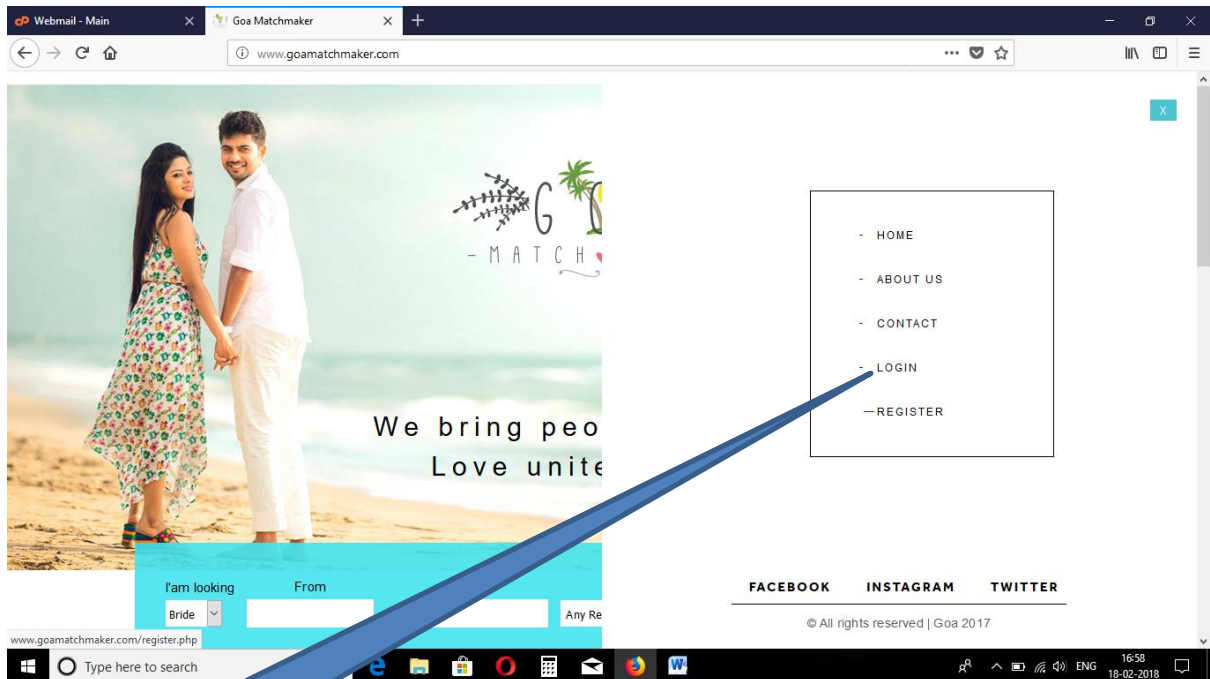 Webmail - Main
Goa Matchmaker
www.goamatchmaker.com
X
G
- MATCH
- HOME
- ABOUT US
- CONTACT
- LOGIN
—REGISTER
We bring peo
Love unite
I'am looking From
Bride
Any Re
FACEBOOK INSTAGRAM TWITTER
© All rights reserved | Goa 2017
www.goamatchmaker.com/register.php
Type here to search
ENG
16:58
18-02-2018